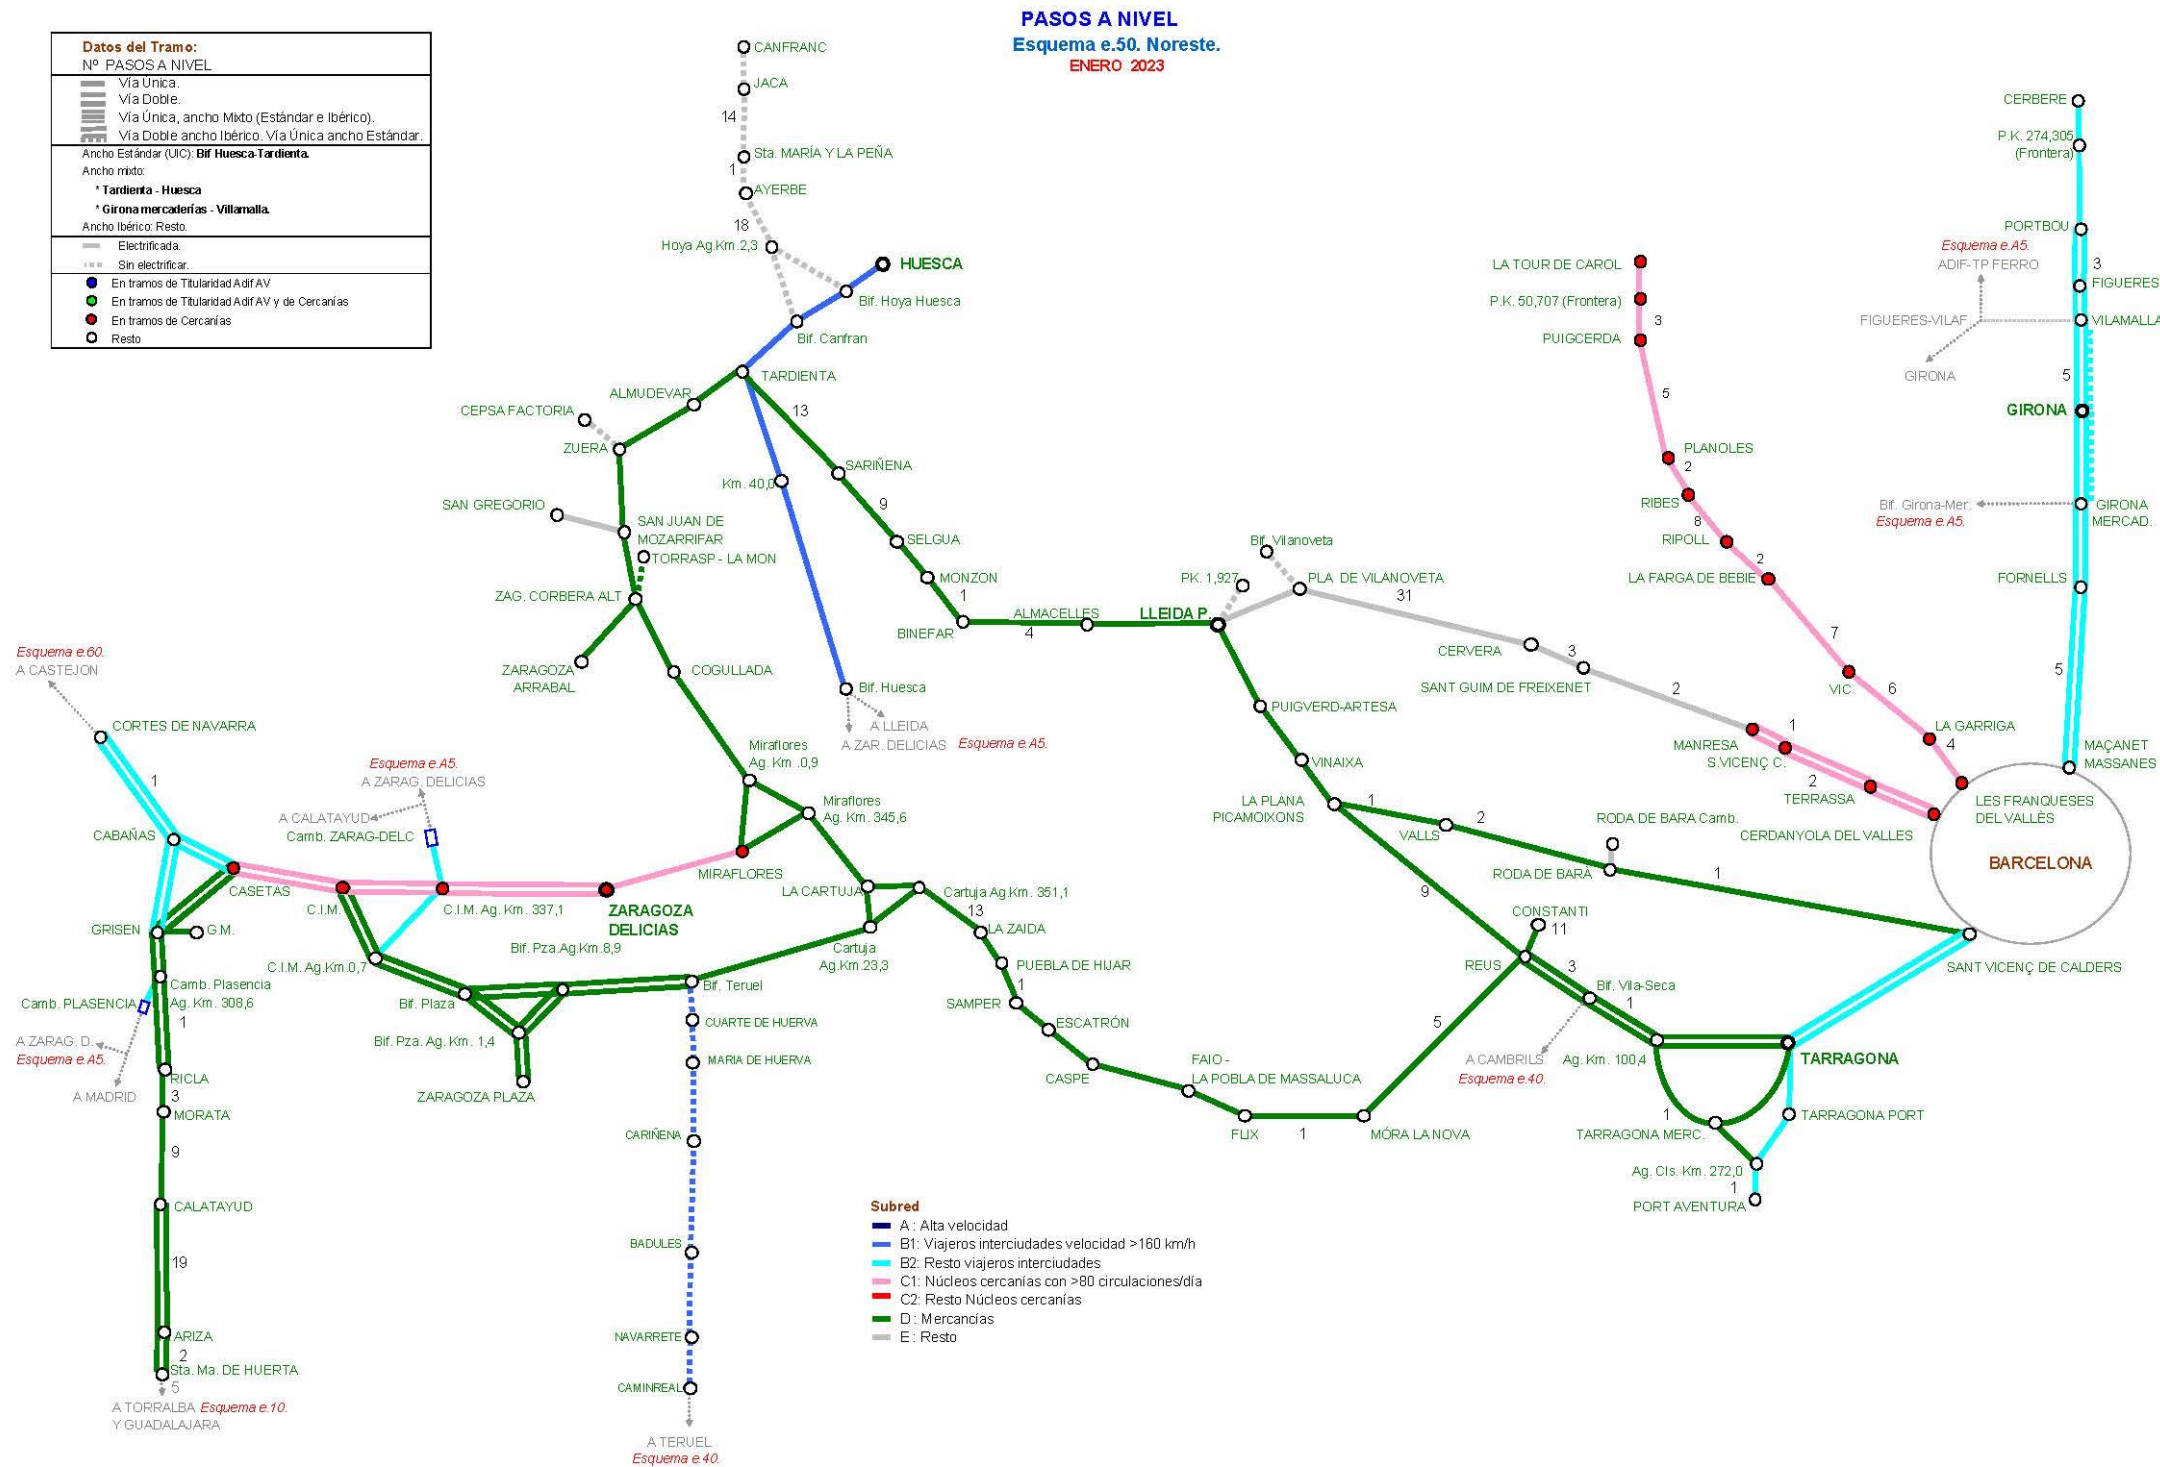 PASOS A NIVEL
Esquema e.50. Noreste.
ENERO 2023
Datos del Tramo:
Nº PASOS A NIVEL
Vía Única.
Vía Doble.
Vía Única, ancho Mixto (Estándar e Ibérico).
Vía Doble ancho Ibérico. Vía Única ancho Estándar.
Ancho Estándar (UIC): Bif Huesca-Tardienta.
Ancho mixto:
* Tardienta - Huesca
* Girona mercaderías - Villamalla.
Ancho Ibérico: Resto.
Electrificada.
Sin electrificar.
En tramos de Titularidad Adif AV
En tramos de Titularidad Adif AV y de Cercanías
En tramos de Cercanías
Resto
CANFRANC
JACA
14
Sta. MARÍA Y LA PEÑA
1
AYERBE
18
Hoya Ag.Km.2,3
HUESCA
Bif. Hoya Huesca
Bif. Canfran
TARDIENTA
ALMUDEVAR
13
CEPSA FACTORIA
ZUERA
SARIÑENA
Km. 40,0
SAN GREGORIO
9
SAN JUAN DE
MOZARRIFAR
SELGUA
TORRASP - LA MON
MONZON
ZAG. CORBERA ALT
1
BINEFAR
ALMACELLES
4
LLEIDA P.
PK. 1,927
Bif. Vilanoveta
PLA DE VILANOVETA
31
CERVERA
3
SANT GUIM DE FREIXENET
2
MANRESA
1
S.VICENÇ C.
2
TERRASSA
CERDANYOLA DEL VALLES
LA TOUR DE CAROL
P.K. 50,707 (Frontera)
3
PUIGCERDA
5
PLANOLES
2
RIBES
8
RIPOLL
2
LA FARGA DE BEBIE
7
VIC
6
LA GARRIGA
4
LES FRANQUESES
DEL VALLÈS
CERBERE
P.K. 274,305
(Frontera)
PORTBOU
Esquema e.A5.
ADIF-TP FERRO
3
FIGUERES
FIGUERES-VILAF
VILAMALLA
GIRONA
5
GIRONA
Bif. Girona-Mer.
Esquema e.A5.
GIRONA
MERCAD.
FORNELLS
5
MAÇANET
MASSANES
BARCELONA
ZARAGOZA
ARRABAL
COGULLADA
Bif. Huesca
A LLEIDA
A ZAR. DELICIAS Esquema e.A5.
PUIGVERD-ARTESA
VINAIXA
LA PLANA
PICAMOIXONS
1
VALLS
2
RODA DE BARA Camb.
RODA DE BARA
1
SANT VICENÇ DE CALDERS
Esquema e.60.
A CASTEJON
CORTES DE NAVARRA
1
CABAÑAS
Esquema e.A5.
A ZARAG. DELICIAS
A CALATAYUD
Camb. ZARAG-DELC
Miraflores
Ag. Km .0,9
Miraflores
Ag. Km. 345,6
CASETAS
C.I.M.
C.I.M. Ag. Km. 337,1
ZARAGOZA
DELICIAS
MIRAFLORES
LA CARTUJA
Cartuja Ag.Km. 351,1
13
LA ZAIDA
Cartuja
Ag.Km.23,3
PUEBLA DE HIJAR
1
SAMPER
ESCATRÓN
CASPE
FAIO -
LA POBLA DE MASSALUCA
FLIX
1
MÓRA LA NOVA
5
9
CONSTANTI
11
REUS
3
Bif. Vila-Seca
1
A CAMBRILS
Esquema e.40.
Ag. Km. 100,4
TARRAGONA
1
TARRAGONA MERC.
TARRAGONA PORT
Ag. Cls. Km. 272,0
1
PORT AVENTURA
GRISEN
G.M.
C.I.M. Ag.Km.0,7
Bif. Pza.Ag.Km.8,9
Bif. Plaza
Bif. Pza. Ag. Km. 1,4
ZARAGOZA PLAZA
Bif. Teruel
CUARTE DE HUERVA
MARIA DE HUERVA
CARIÑENA
BADULES
NAVARRETE
CAMINREAL
A TERUEL
Esquema e.40.
Camb. Plasencia
Ag. Km. 308,6
Camb. PLASENCIA
1
A ZARAG. D.
Esquema e.A5.
A MADRID
RICLA
3
MORATA
9
CALATAYUD
19
ARIZA
2
Sta. Ma. DE HUERTA
5
A TORRALBA Esquema e.10.
Y GUADALAJARA
Subred
A : Alta velocidad
B1: Viajeros interciudades velocidad >160 km/h
B2: Resto viajeros interciudades
C1: Núcleos cercanías con >80 circulaciones/día
C2: Resto Núcleos cercanías
D : Mercancías
E : Resto